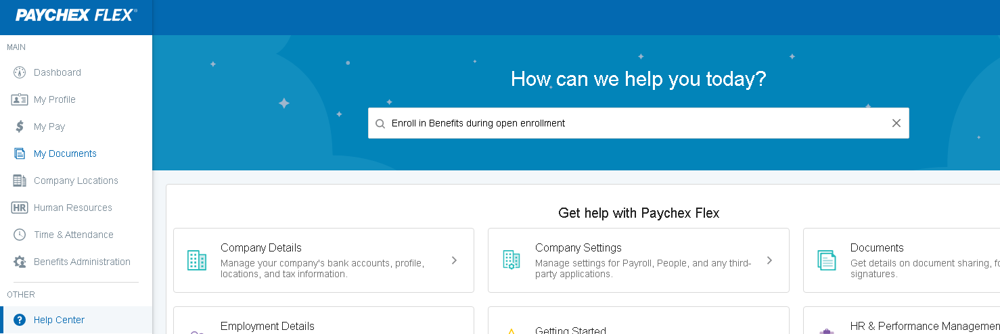 PAYCHEX FLEX®
MAIN
Dashboard
My Profile
My Pay
My Documents
Company Locations
HR Human Resources
Time & Attendance
Benefits Administration
OTHER
? Help Center
How can we help you today?
Enroll in Benefits during open enrollment
Get help with Paychex Flex
Company Details
Manage your company's bank accounts, profile,
locations, and tax information.
Company Settings
Manage settings for Payroll, People, and any third-
party applications.
Documents
Get details on document sharing, fo
signatures.
Employment Details
Getting Started
HR & Performance Managemen